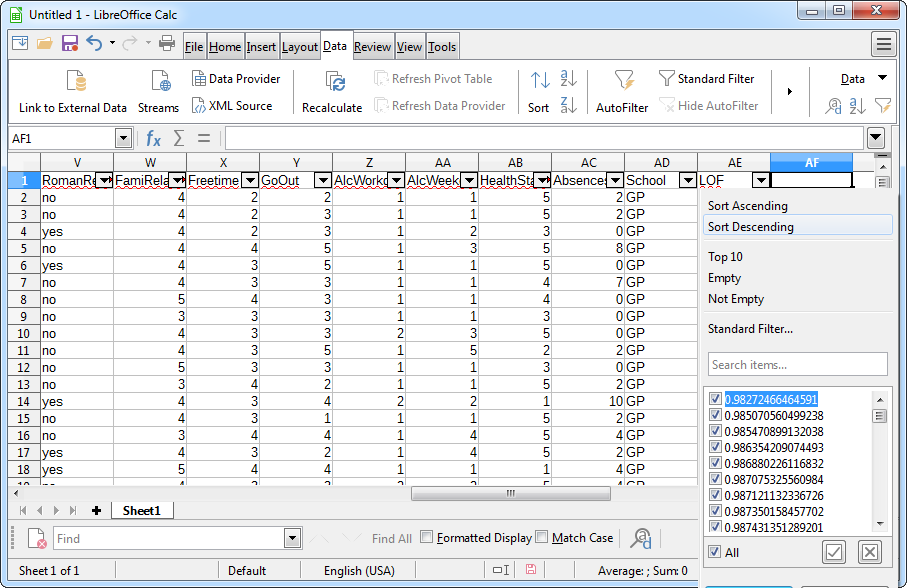 Untitled 1 - LibreOffice Calc
File Home Insert Layout Data Review View Tools
Data Provider Refresh Pivot Table Standard Filter Data
Link to External Data Streams XML Source Recalculate Refresh Data Provider Sort AutoFilter Hide AutoFilter
AF1
V W X Y Z AA AB AC AD AE AF
1 RomanRe FamiRela Freetime GoOut AlcWorkd AlcWeek HealthSta Absences School LOF
2 no 4 2 2 1 1 5 2 GP
3 no 4 2 3 1 1 5 2 GP
4 yes 4 2 3 1 2 3 0 GP
5 no 4 4 5 1 3 5 8 GP
6 yes 4 3 5 1 1 5 0 GP
7 no 4 3 3 1 1 4 7 GP
8 no 5 4 3 1 1 4 0 GP
9 no 3 3 3 1 1 3 0 GP
10 no 4 3 3 2 3 5 0 GP
11 no 4 3 5 1 5 2 2 GP
12 no 5 3 3 1 1 3 0 GP
13 no 3 4 2 1 1 5 2 GP
14 yes 4 3 4 2 2 1 10 GP
15 no 4 3 1 1 1 5 2 GP
16 no 3 4 4 1 4 5 4 GP
17 yes 4 3 2 1 4 5 2 GP
18 yes 5 4 4 1 1 1 4 GP
Sort Ascending
Sort Descending
Top 10
Empty
Not Empty
Standard Filter...
Search items...
0.98272466464591
0.985070560499238
0.985470899132038
0.986354209074493
0.986880226116832
0.987075325560984
0.987121132336726
0.987350158457702
0.987431351289201
All
Sheet1
Find Find All Formatted Display Match Case
Sheet 1 of 1 Default English (USA) Average: ; Sum: 0